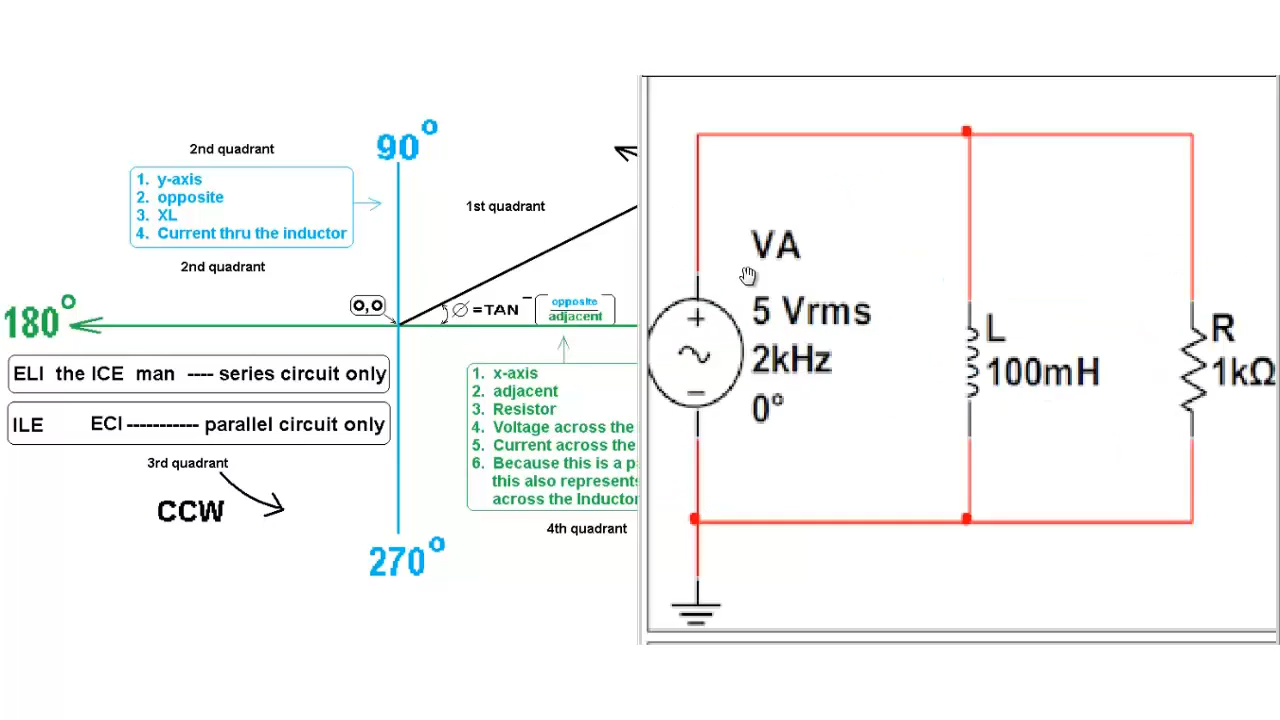 90°
2nd quadrant
1. y-axis
2. opposite
3. XL
4. Current thru the inductor
2nd quadrant
1st quadrant
0,0
Ø =TAN⁻ opposite
adjacent
180°
ELI the ICE man ---- series circuit only
ILE ECI ----------- parallel circuit only
3rd quadrant
CCW
270°
1. x-axis
2. adjacent
3. Resistor
4. Voltage across the
5. Current across the
6. Because this is a
this also represents
across the Inductor
4th quadrant
VA
5 Vrms
2kHz
0°
+
~
−
L
100mH
R
1kΩ